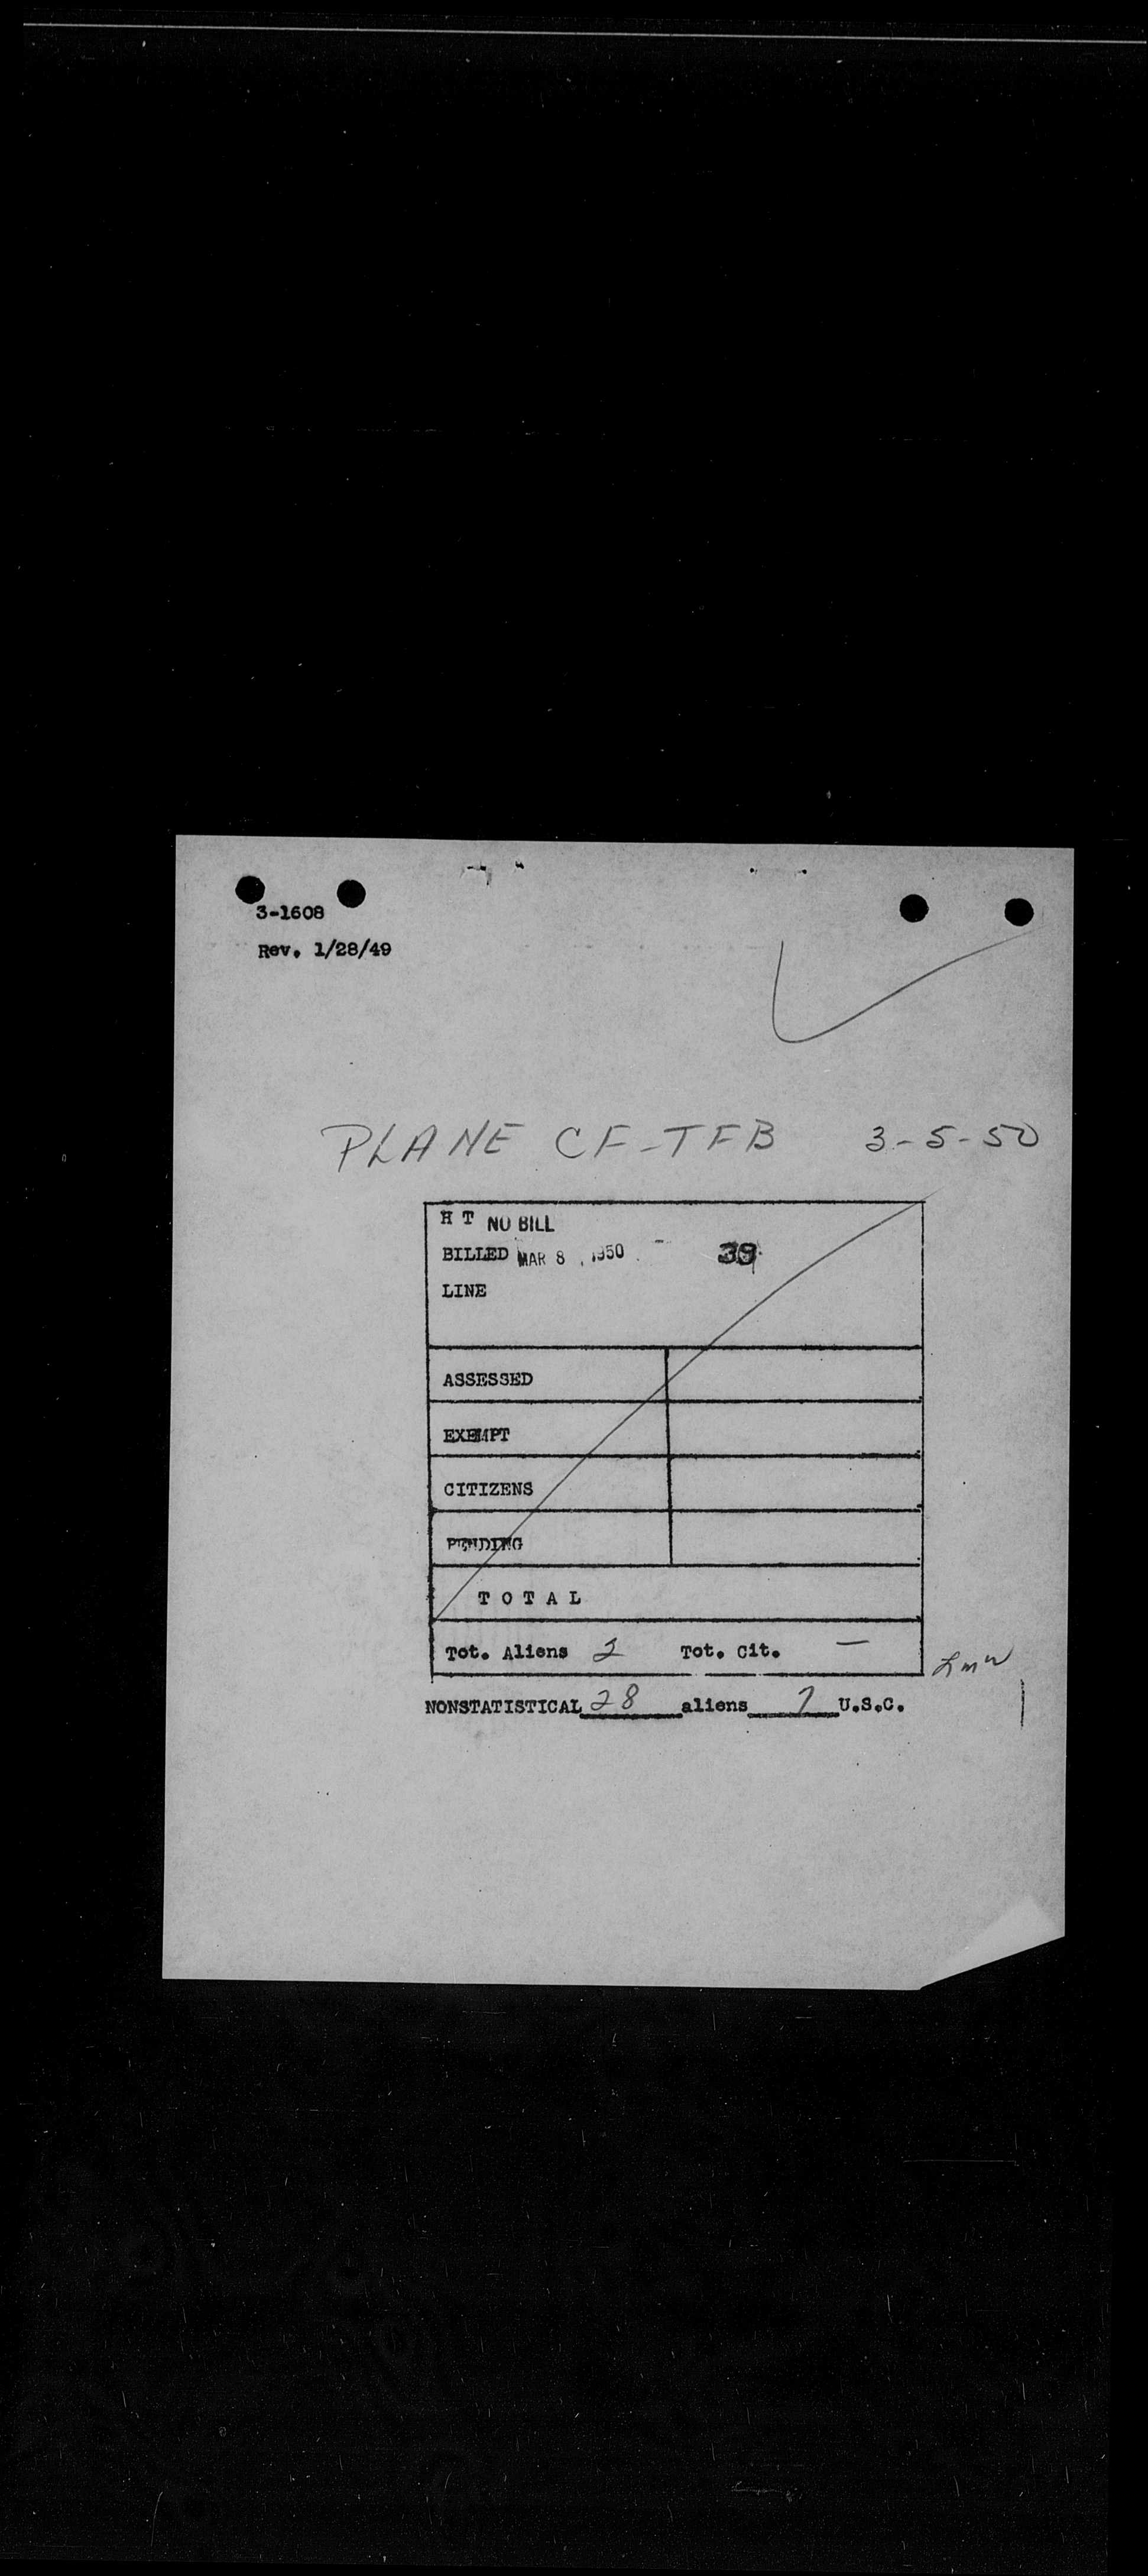 3-1608
Rev. 1/28/49
PLANE CF-TFB 3-5-50
H T NO BILL
BILLED MAR 8, 1950 - 39
LINE
ASSESSED
EXEMPT
CITIZENS
PENDING
TOTAL
Tot. Aliens 2 Tot. Cit. —
NONSTATISTICAL 28 aliens 7 U.S.C.